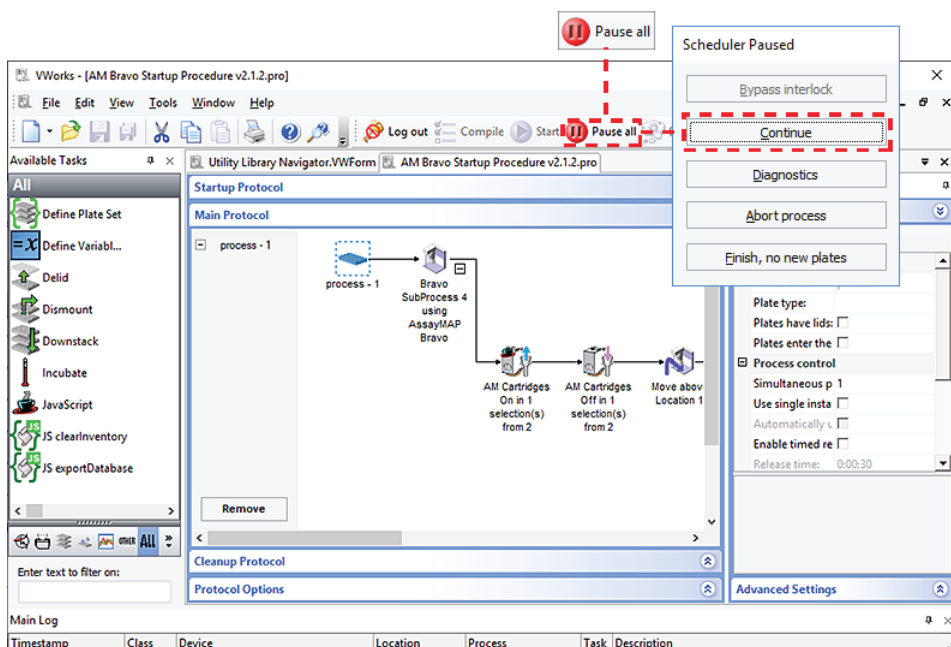 Pause all
Scheduler Paused
Bypass interlock
Continue
Diagnostics
Abort process
Finish, no new plates
VWorks - [AM Bravo Startup Procedure v2.1.2.pro]
File Edit View Tools Window Help
Log out Compile Start Pause all
Available Tasks
Utility Library Navigator.VWForm AM Bravo Startup Procedure v2.1.2.pro
All
Define Plate Set
=x Define Variabl...
Delid
Dismount
Downstack
Incubate
JavaScript
JS JS clearInventory
JS JS exportDatabase
OTHER All
Enter text to filter on:
Startup Protocol
Main Protocol
process - 1
process - 1
Bravo
SubProcess 4
using
AssayMAP
Bravo
AM Cartridges
On in 1
selection(s)
from 2
AM Cartridges
Off in 1
selection(s)
from 2
Move abov
Location 1
Remove
Cleanup Protocol
Protocol Options
Plate type:
Plates have lids:
Plates enter the
Process control
Simultaneous p 1
Use single insta
Automatically u
Enable timed re
Release time: 0:00:30
Advanced Settings
Main Log
Timestamp Class Device Location Process Task Description